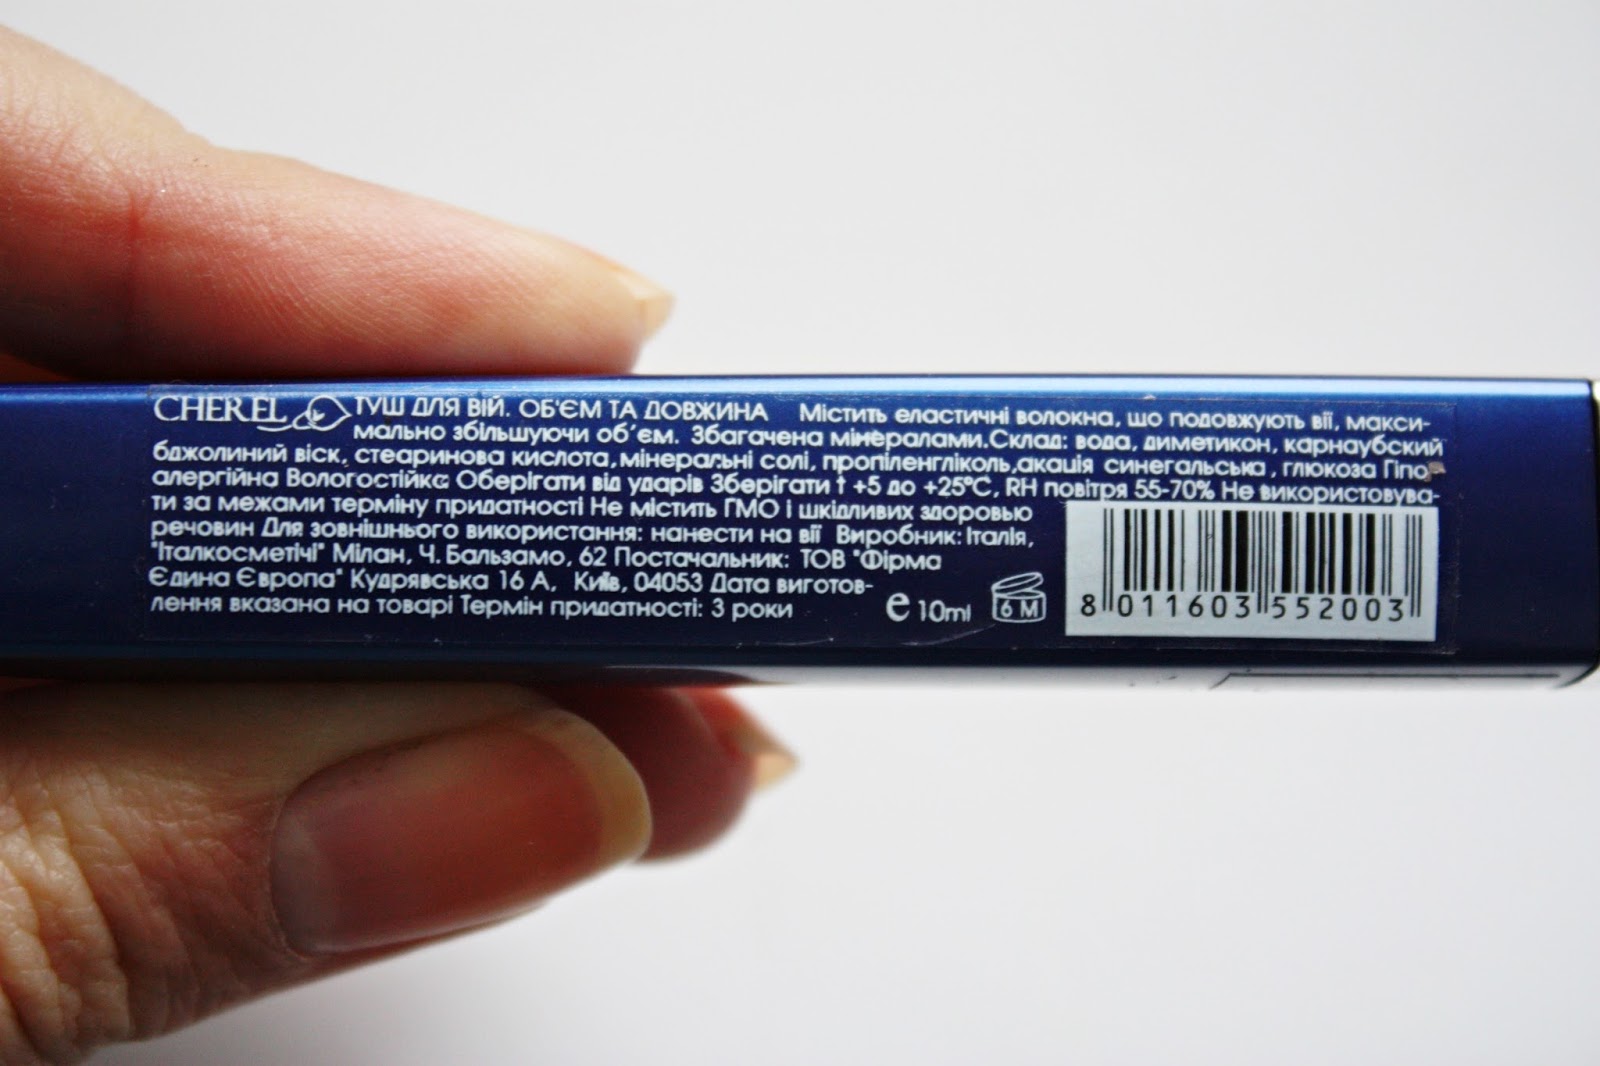 CHEREL ТУШ ДЛЯ ВІЙ. ОБ'ЄМ ТА ДОВЖИНА Містить еластичні волокна, що подовжують вії, макси-
мально збільшуючи об'єм. Збагачена мінералами.Склад: вода, диметикон, карнаубский
бджолиний віск, стеаринова кислота,мінеральні солі, пропіленгліколь,акація синегальська, глюкоза Гіпо
алергійна Вологостійка Оберігати від ударів Зберігати t +5 до +25°C, RH повітря 55-70% Не використовува-
ти за межами терміну придатності Не містить ГМО і шкідливих здоровью
речовин Для зовнішнього використання: нанести на вії Виробник: Італія,
"Італкосметічі" Мілан, Ч. Бальзамо, 62 Постачальник: ТОВ "Фірма
Єдина Європа" Кудрявська 16 А, Київ, 04053 Дата виготов-
лення вказана на товарі Термін придатності: 3 роки
e 10ml 6 M
8 011603 552003